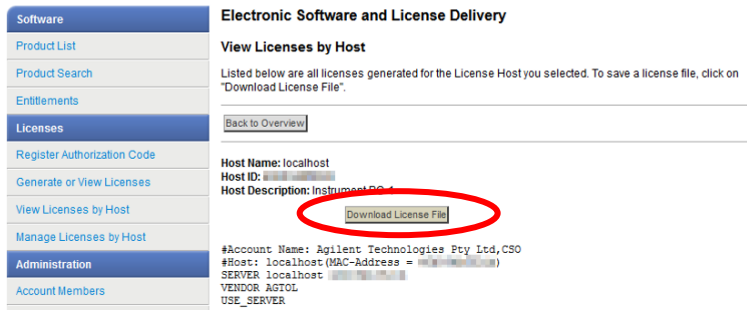 Software
Product List
Product Search
Entitlements
Licenses
Register Authorization Code
Generate or View Licenses
View Licenses by Host
Manage Licenses by Host
Administration
Account Members
Electronic Software and License Delivery
View Licenses by Host
Listed below are all licenses generated for the License Host you selected. To save a license file, click on
"Download License File".
Back to Overview
Host Name: localhost
Host ID:
Host Description: Instrument PC 1
Download License File
#Account Name: Agilent Technologies Pty Ltd,CSO
#Host: localhost(MAC-Address = )
SERVER localhost
VENDOR AGTOL
USE_SERVER